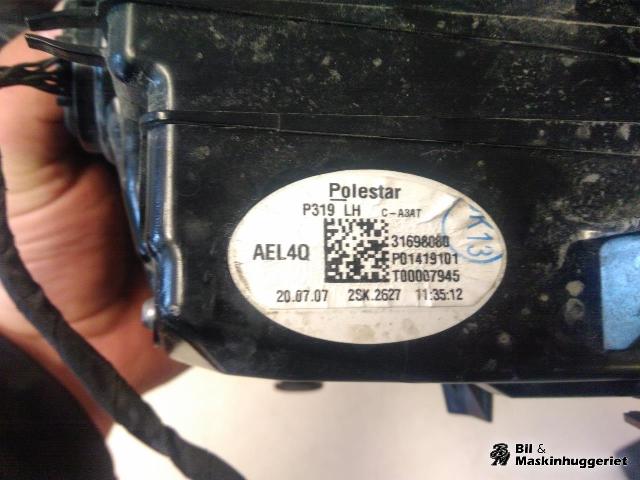 Polestar
P319 LH C-A3AT
AEL4Q
31698080
P01419101
T00007945
20.07.07 2SK.2627 11:35:12
K13
Bil &
Maskinhuggeriet